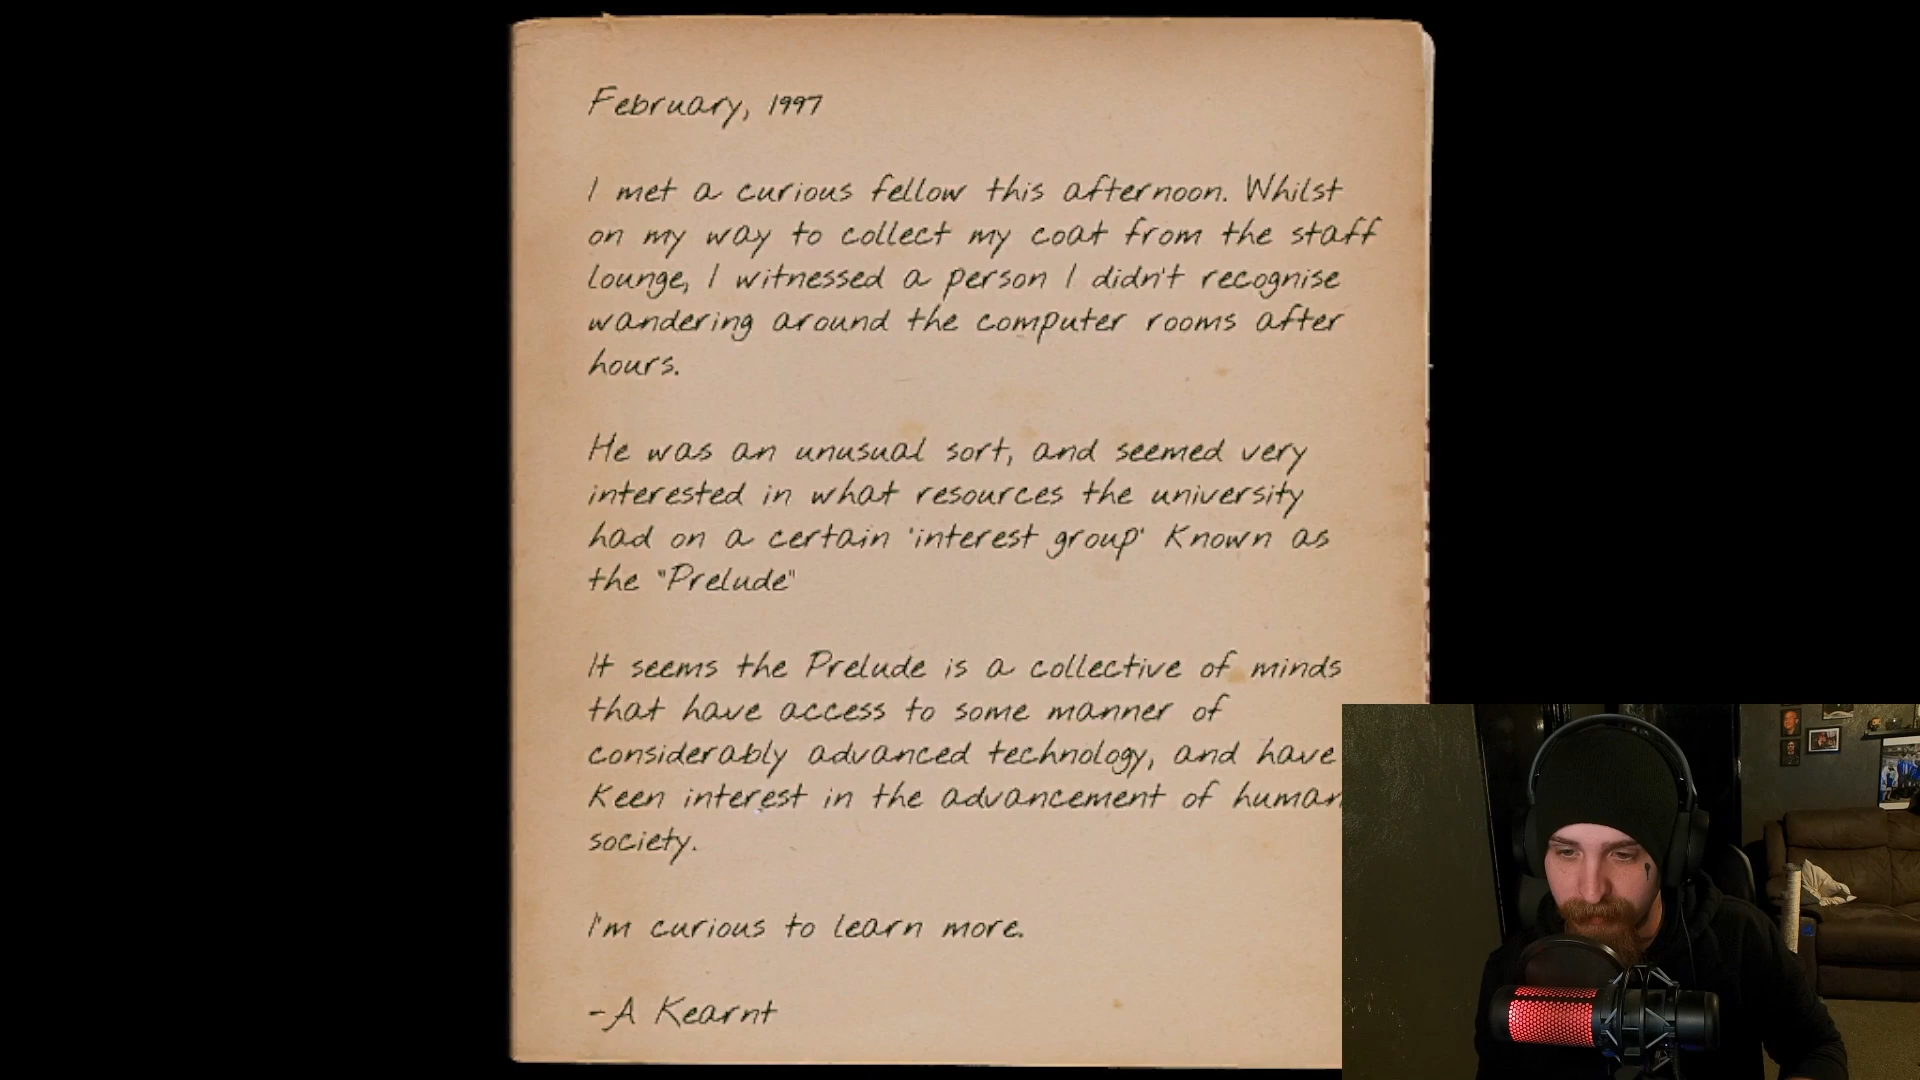 February, 1997
I met a curious fellow this afternoon. Whilst
on my way to collect my coat from the staff
lounge, I witnessed a person I didn't recognise
wandering around the computer rooms after
hours.
He was an unusual sort, and seemed very
interested in what resources the university
had on a certain 'interest group' Known as
the "Prelude"
It seems the Prelude is a collective of minds
that have access to some manner of
considerably advanced technology, and have
Keen interest in the advancement of human
society.
I'm curious to learn more.
-A Kearnt